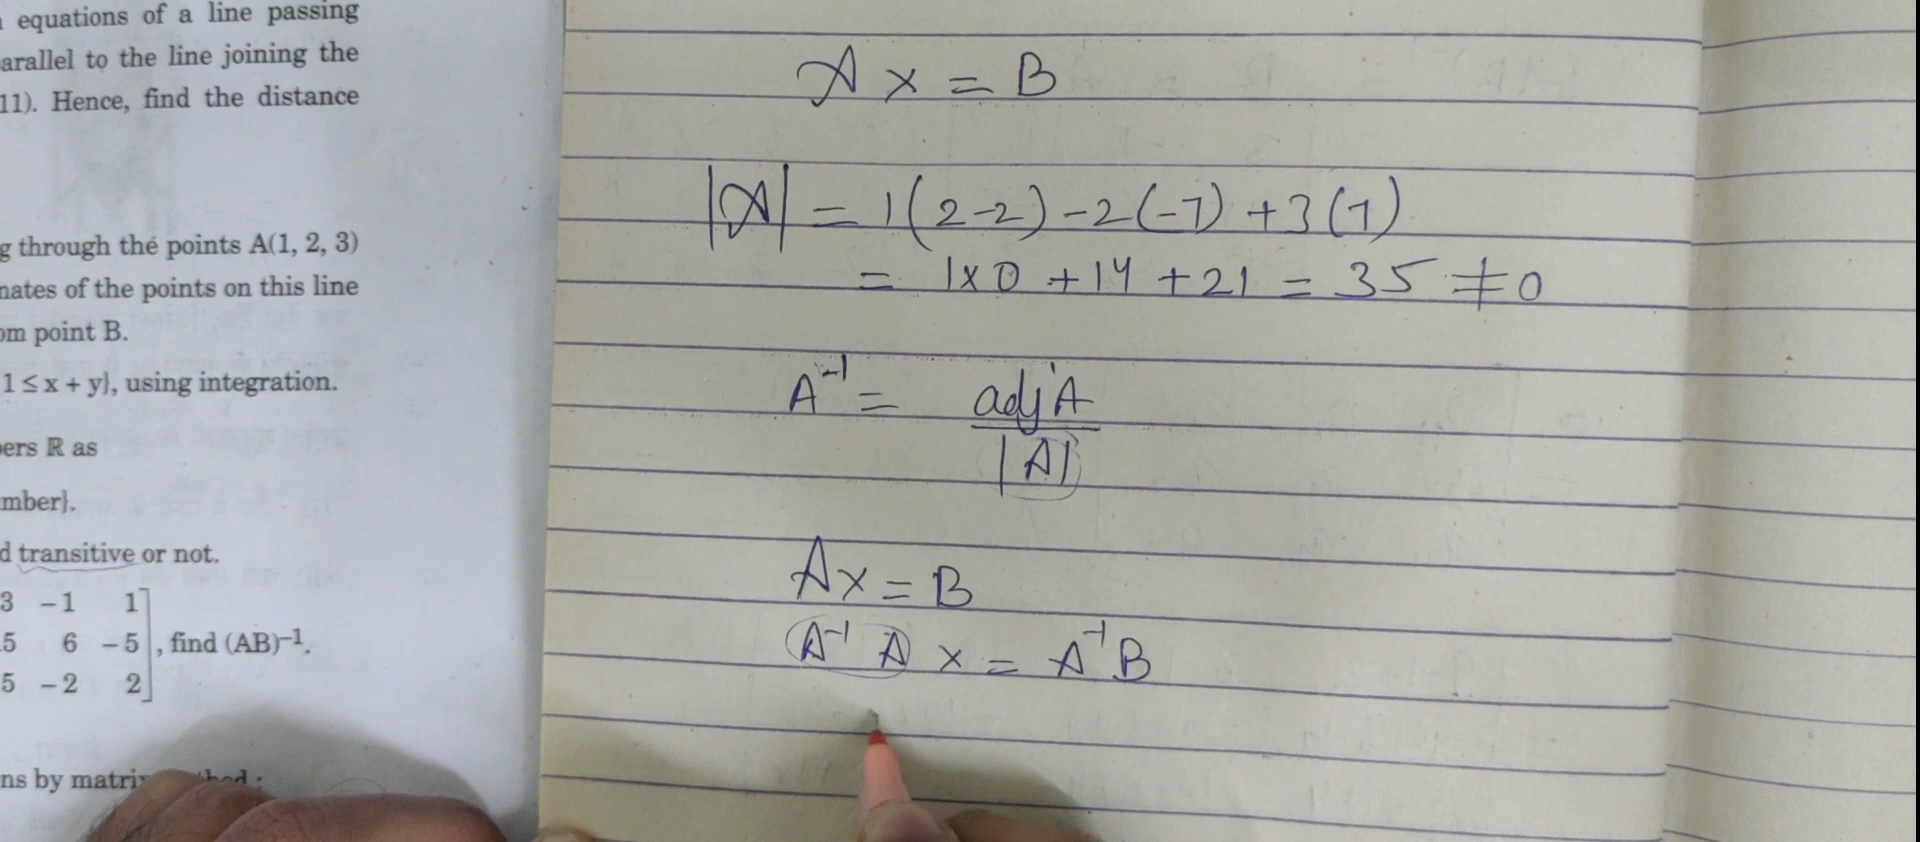 equations of a line passing
arallel to the line joining the
11). Hence, find the distance
g through the points A(1, 2, 3)
nates of the points on this line
om point B.
1 ≤ x + y}, using integration.
ers ℝ as
mber}.
d transitive or not.
3 -1 1
5 6 -5 , find (AB)⁻¹.
5 -2 2
ns by matri
A x = B
|A| = 1(2-2) -2(-7) +3(7)
= 1x0 +14 +21 = 35 ≠0
A⁻¹ = adj A
|A|
Ax = B
(A⁻¹ A) x = A⁻¹B